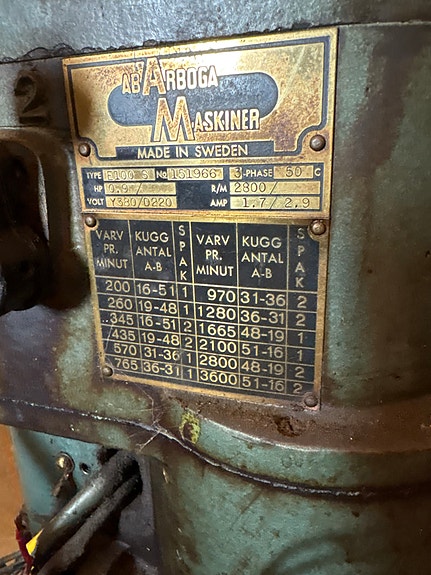 AB ARBOGA
MASKINER
MADE IN SWEDEN
TYPE E100 S No 151966 3-PHASE 50 C
HP 0.9/ R/M 2800/
VOLT Y380/D220 AMP 1.7/2.9
VARV PR. MINUT KUGG ANTAL A-B SPAK VARV PR. MINUT KUGG ANTAL A-B SPAK
200 16-51 1 970 31-36 2
260 19-48 1 1280 36-31 2
345 16-51 2 1665 48-19 1
435 19-48 2 2100 51-16 1
570 31-36 1 2800 48-19 2
765 36-31 1 3600 51-16 2
2